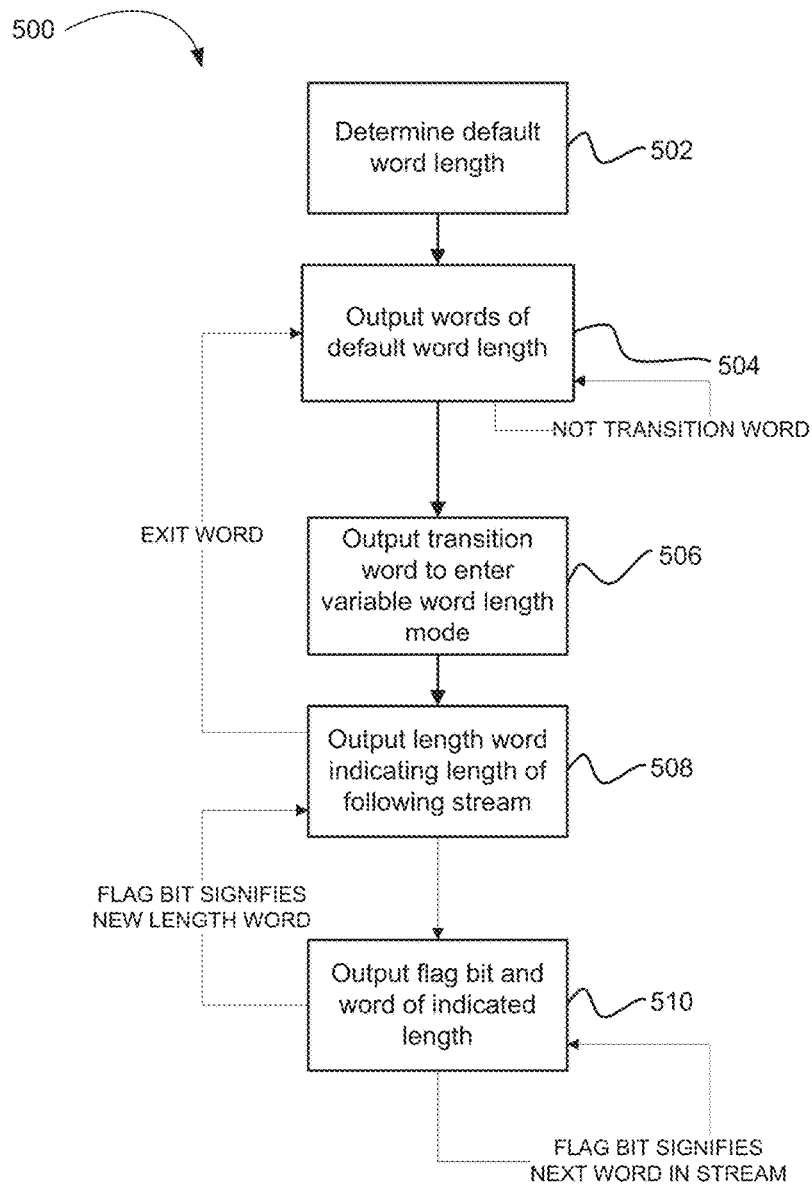 500
Determine default
word length
502
Output words of
default word length
504
NOT TRANSITION WORD
EXIT WORD
Output transition
word to enter
variable word length
mode
506
Output length word
indicating length of
following stream
508
FLAG BIT SIGNIFIES
NEW LENGTH WORD
Output flag bit and
word of indicated
length
510
FLAG BIT SIGNIFIES
NEXT WORD IN STREAM